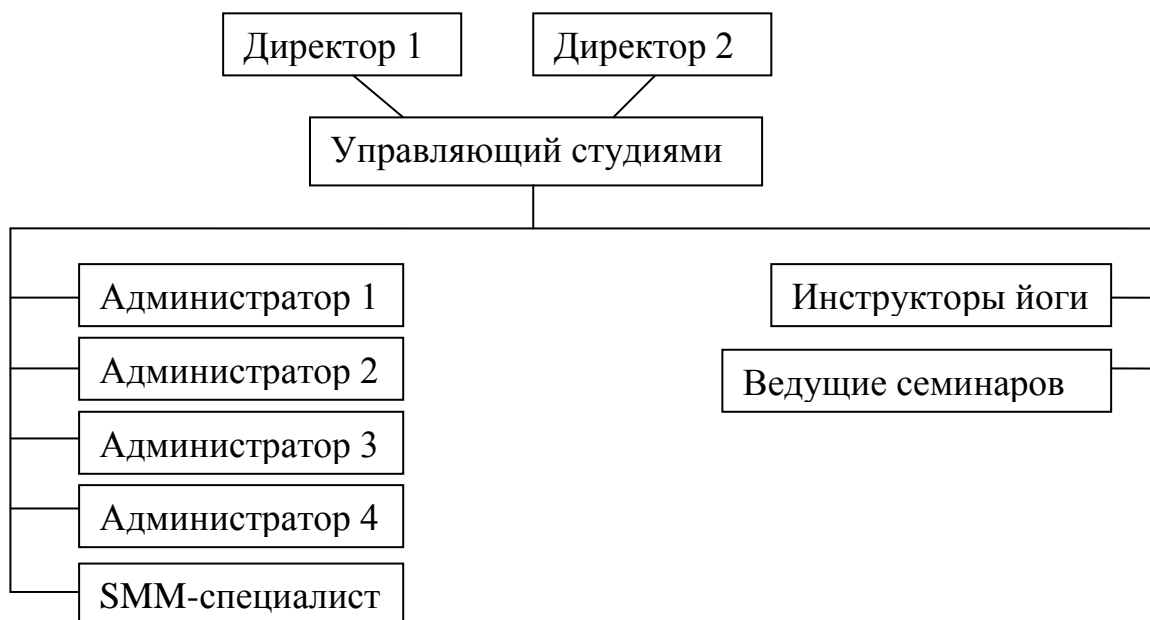 Директор 1
Директор 2
Управляющий студиями
Администратор 1
Администратор 2
Администратор 3
Администратор 4
SMM-специалист
Инструкторы йоги
Ведущие семинаров